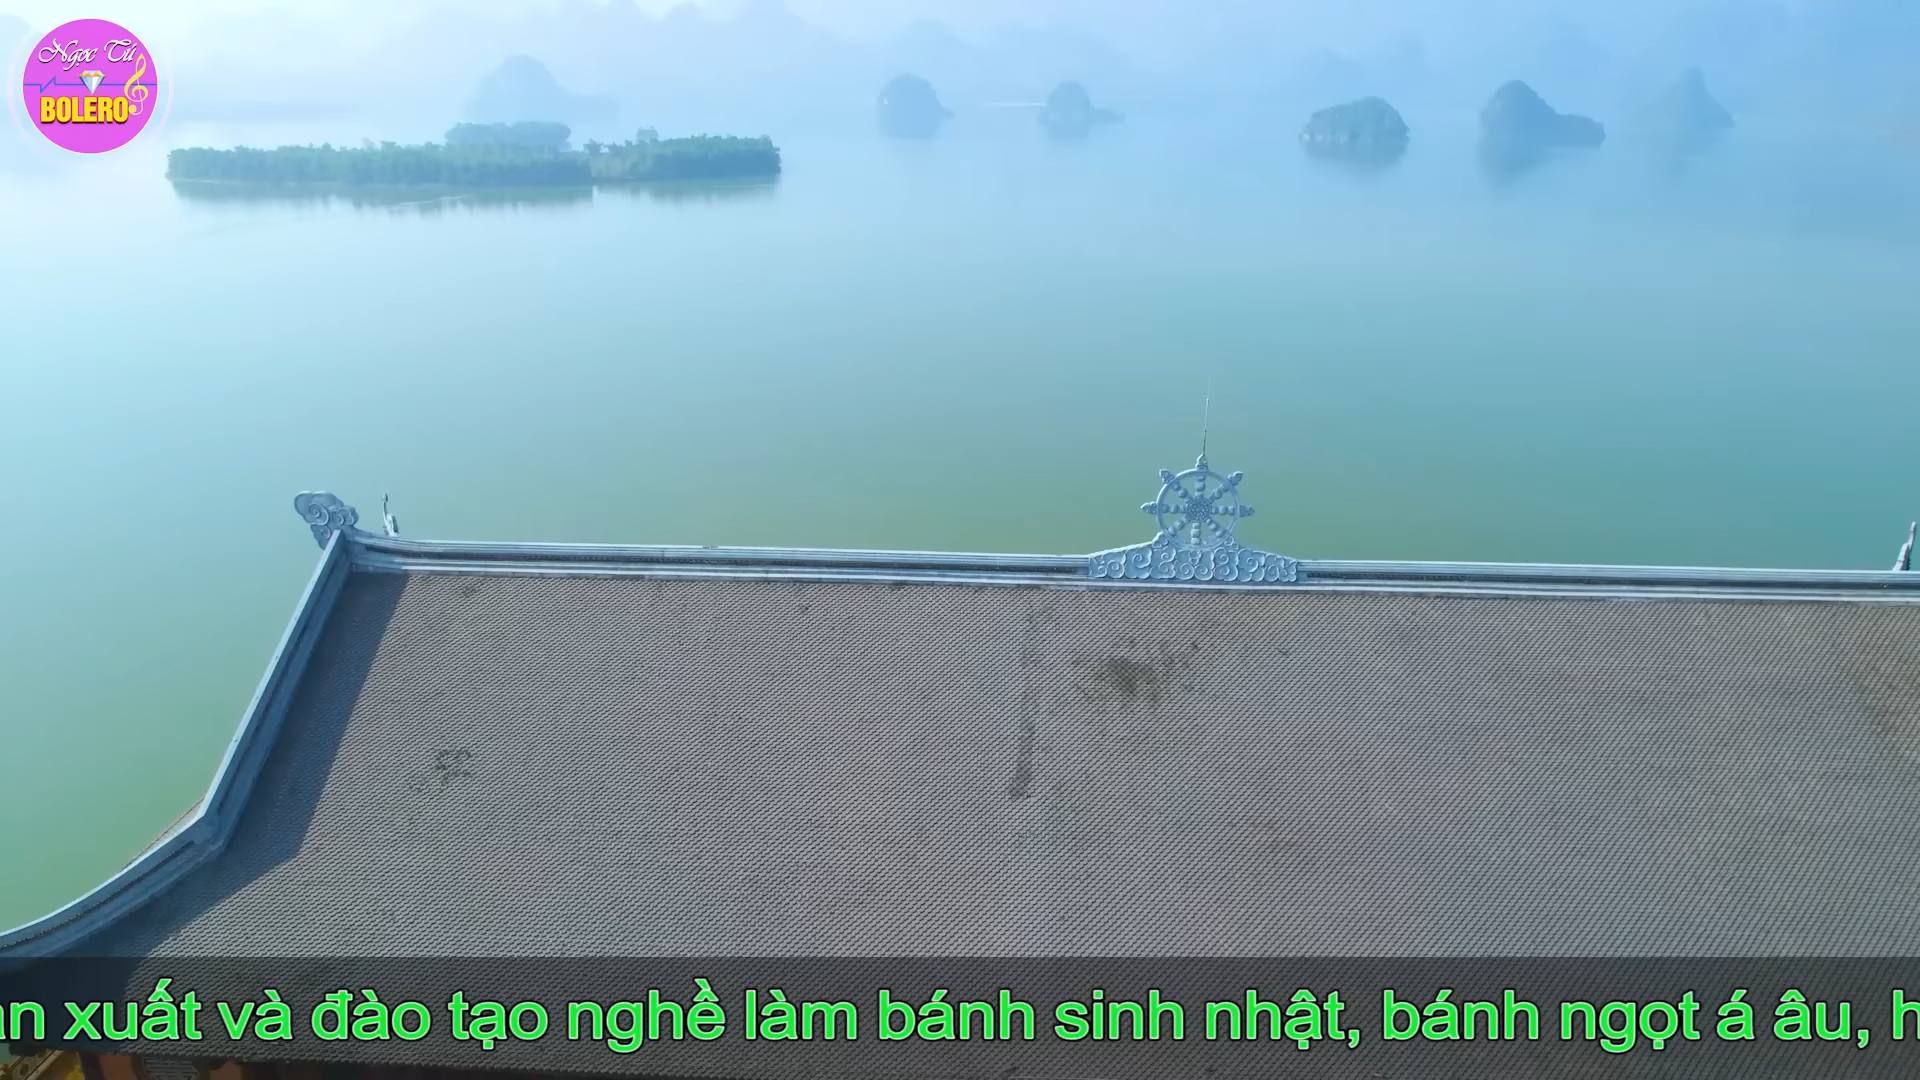 Ngọc Tú
BOLERO
xuất và đào tạo nghề làm bánh sinh nhật, bánh ngọt á âu,